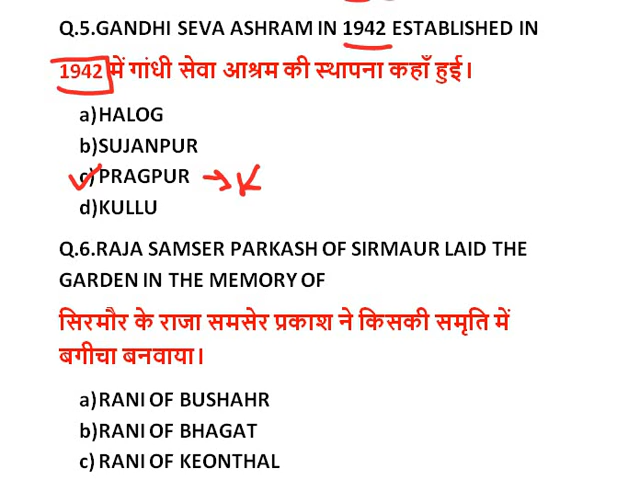 Q.5.GANDHI SEVA ASHRAM IN 1942 ESTABLISHED IN
1942 में गांधी सेवा आश्रम की स्थापना कहाँ हुई।
a)HALOG
b)SUJANPUR
c)PRAGPUR → K
d)KULLU
Q.6.RAJA SAMSER PARKASH OF SIRMAUR LAID THE
GARDEN IN THE MEMORY OF
सिरमौर के राजा समसेर प्रकाश ने किसकी समृति में
बगीचा बनवाया।
a)RANI OF BUSHAHR
b)RANI OF BHAGAT
c) RANI OF KEONTHAL